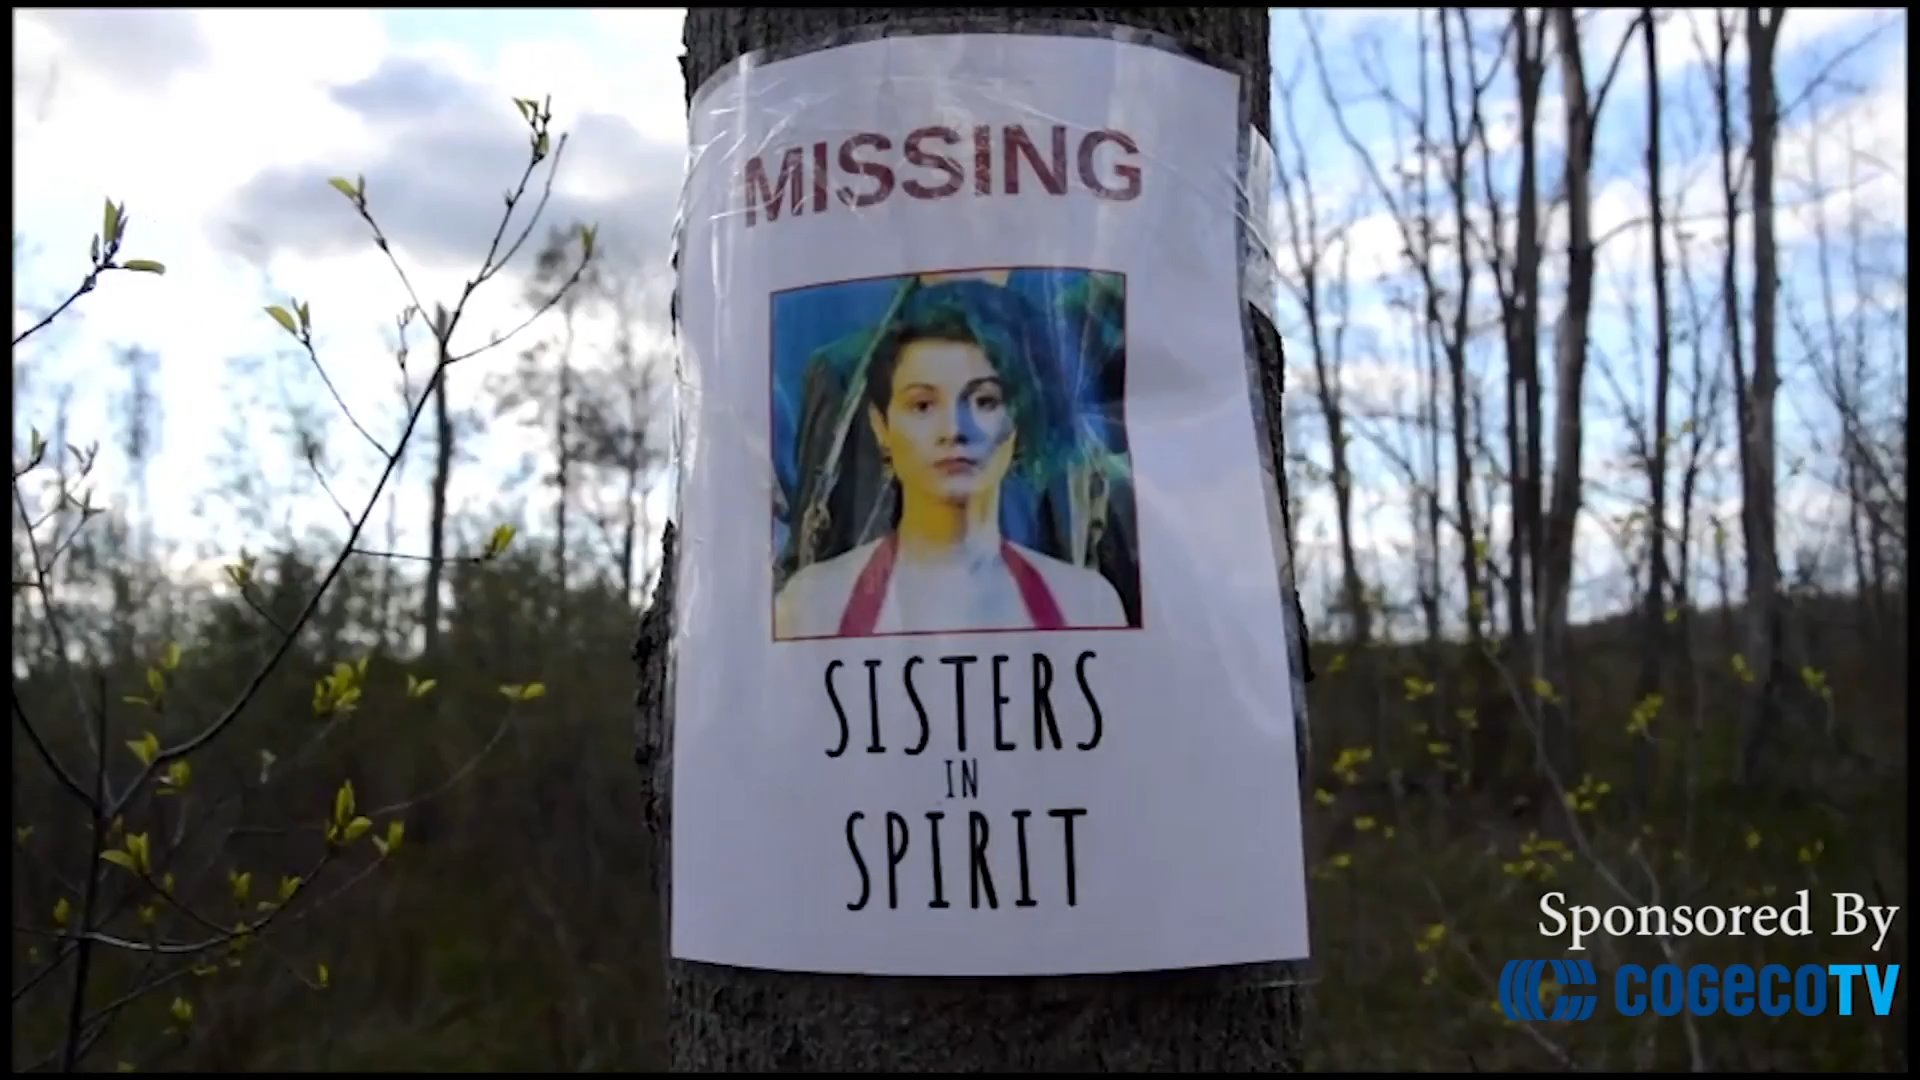 MISSING
SISTERS
IN
SPIRIT
Sponsored By
COGECOTV